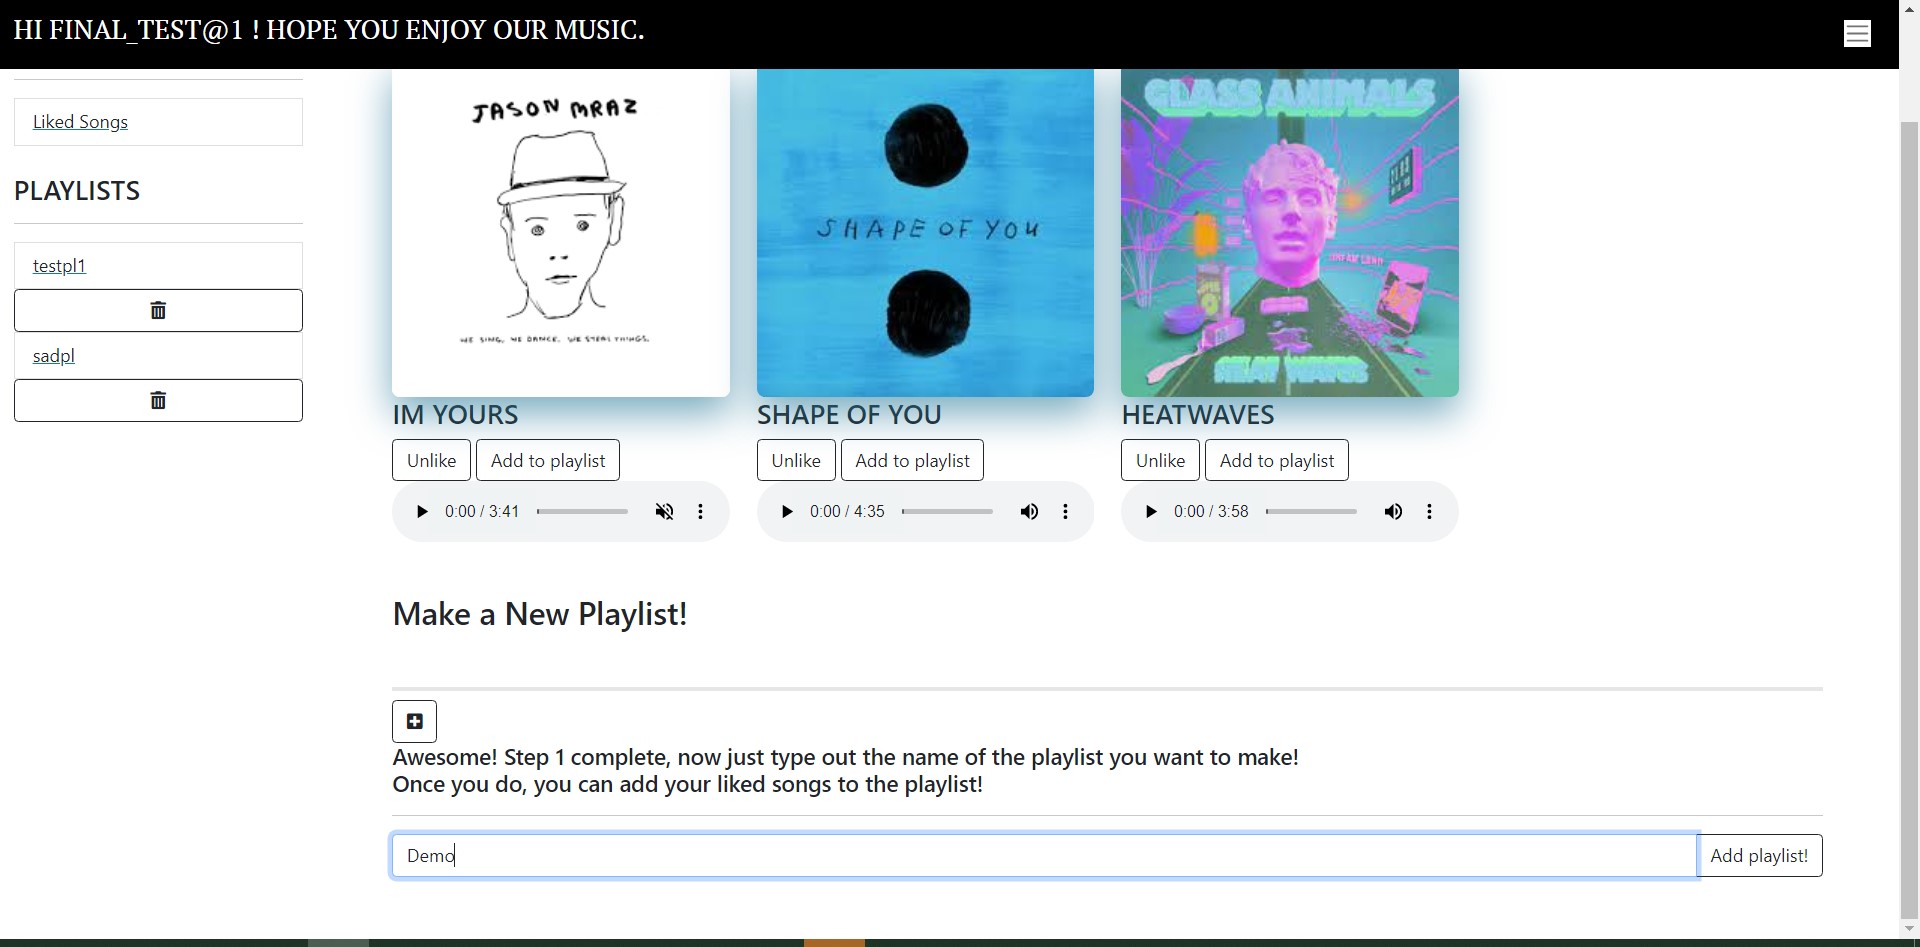 HI FINAL_TEST@1 ! HOPE YOU ENJOY OUR MUSIC.
Liked Songs
PLAYLISTS
testpl1
sadpl
JASON MRAZ
WE SING. WE DANCE. WE STEAL THINGS.
IM YOURS
Unlike
Add to playlist
0:00 / 3:41
SHAPE OF YOU
SHAPE OF YOU
Unlike
Add to playlist
0:00 / 4:35
GLASS ANIMALS
HEAT WAVES
HEATWAVES
Unlike
Add to playlist
0:00 / 3:58
Make a New Playlist!
Awesome! Step 1 complete, now just type out the name of the playlist you want to make!
Once you do, you can add your liked songs to the playlist!
Demo
Add playlist!